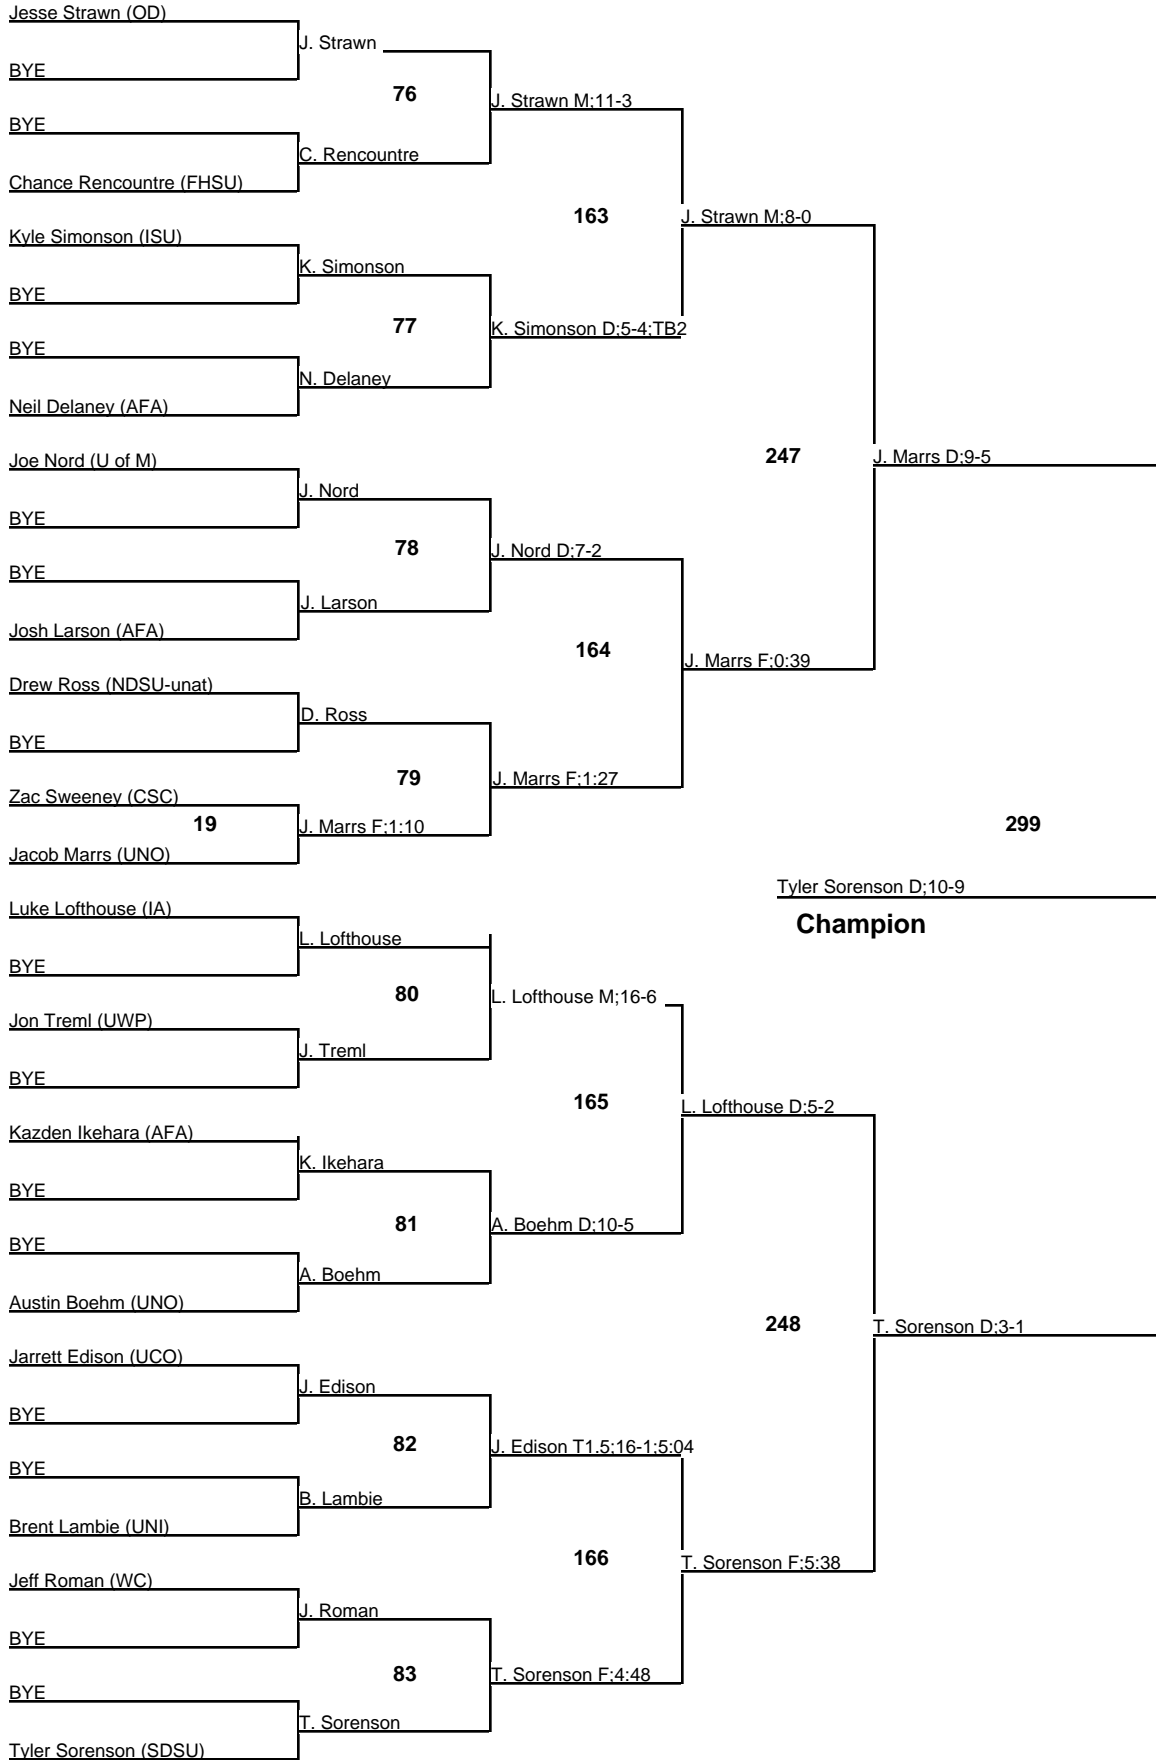 Jesse Strawn (OD)
J. Strawn
BYE
76
J. Strawn M;11-3
BYE
C. Rencountre
Chance Rencountre (FHSU)
163
J. Strawn M;8-0
Kyle Simonson (ISU)
K. Simonson
BYE
77
K. Simonson D;5-4;TB2
BYE
N. Delaney
Neil Delaney (AFA)
247
J. Marrs D;9-5
Joe Nord (U of M)
J. Nord
BYE
78
J. Nord D;7-2
BYE
J. Larson
Josh Larson (AFA)
164
J. Marrs F;0:39
Drew Ross (NDSU-unat)
D. Ross
BYE
79
J. Marrs F;1:27
Zac Sweeney (CSC)
19
J. Marrs F;1:10
299
Jacob Marrs (UNO)
Tyler Sorenson D;10-9
Champion
Luke Lofthouse (IA)
L. Lofthouse
BYE
80
L. Lofthouse M;16-6
Jon Treml (UWP)
J. Treml
BYE
165
L. Lofthouse D;5-2
Kazden Ikehara (AFA)
K. Ikehara
BYE
81
A. Boehm D;10-5
BYE
A. Boehm
Austin Boehm (UNO)
248
T. Sorenson D;3-1
Jarrett Edison (UCO)
J. Edison
BYE
82
J. Edison T1.5;16-1;5:04
BYE
B. Lambie
Brent Lambie (UNI)
166
T. Sorenson F;5:38
Jeff Roman (WC)
J. Roman
BYE
83
T. Sorenson F;4:48
BYE
T. Sorenson
Tyler Sorenson (SDSU)